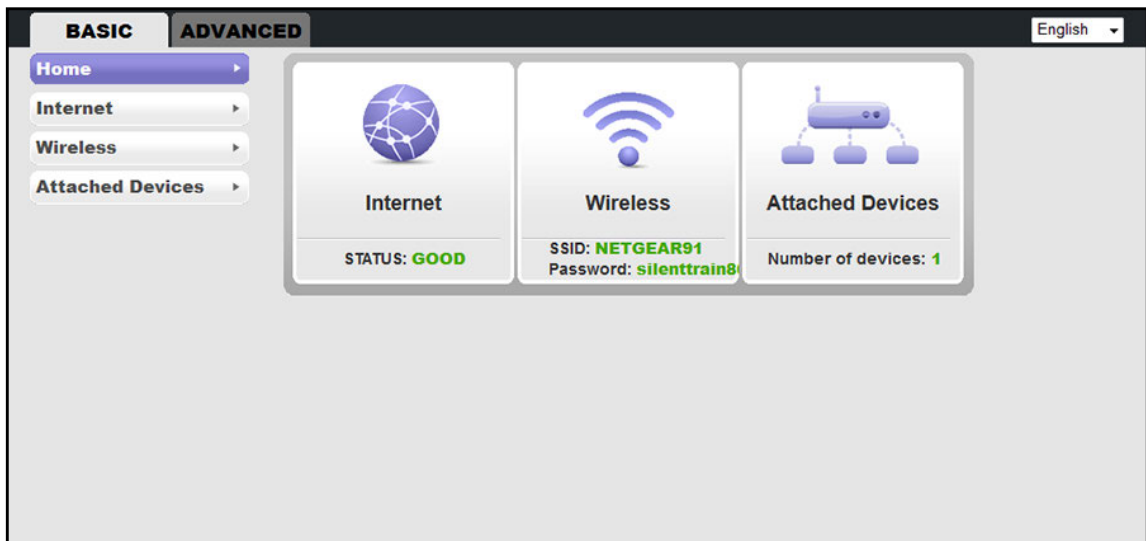 BASIC
ADVANCED
English
Home
Internet
Wireless
Attached Devices
Internet
STATUS: GOOD
Wireless
SSID: NETGEAR91
Password: silenttrain8
Attached Devices
Number of devices: 1